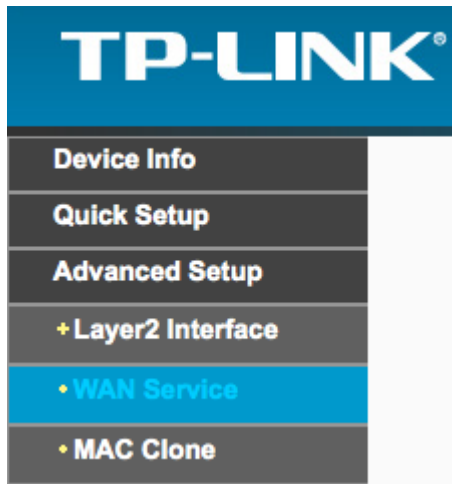 TP-LINK®
Device Info
Quick Setup
Advanced Setup
+Layer2 Interface
•WAN Service
•MAC Clone